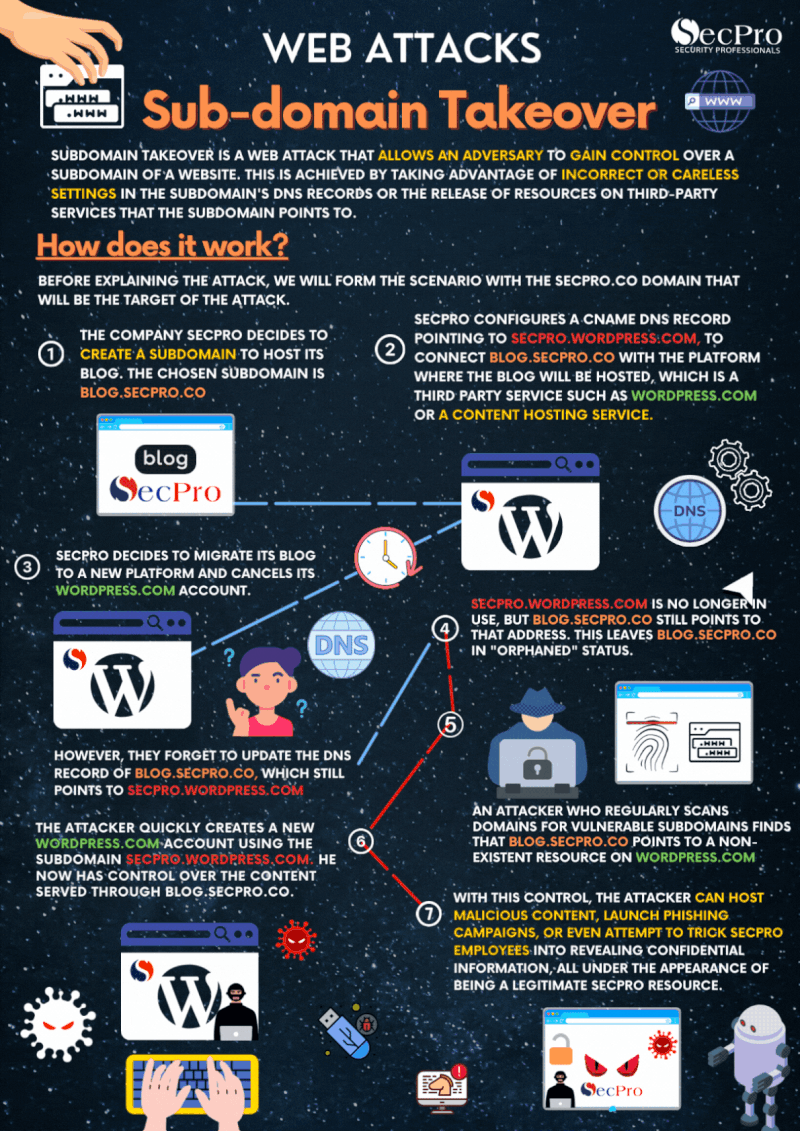 WEB ATTACKS
SecPro
SECURITY PROFESSIONALS
.WWW
.WWW
Sub-domain Takeover
WWW
SUBDOMAIN TAKEOVER IS A WEB ATTACK THAT ALLOWS AN ADVERSARY TO GAIN CONTROL OVER A
SUBDOMAIN OF A WEBSITE. THIS IS ACHIEVED BY TAKING ADVANTAGE OF INCORRECT OR CARELESS
SETTINGS IN THE SUBDOMAIN'S DNS RECORDS OR THE RELEASE OF RESOURCES ON THIRD-PARTY
SERVICES THAT THE SUBDOMAIN POINTS TO.
How does it work?
BEFORE EXPLAINING THE ATTACK, WE WILL FORM THE SCENARIO WITH THE SECPRO.CO DOMAIN THAT
WILL BE THE TARGET OF THE ATTACK.
1
THE COMPANY SECPRO DECIDES TO
CREATE A SUBDOMAIN TO HOST ITS
BLOG. THE CHOSEN SUBDOMAIN IS
BLOG.SECPRO.CO
blog
SecPro
2
SECPRO CONFIGURES A CNAME DNS RECORD
POINTING TO SECPRO.WORDPRESS.COM, TO
CONNECT BLOG.SECPRO.CO WITH THE PLATFORM
WHERE THE BLOG WILL BE HOSTED, WHICH IS A
THIRD PARTY SERVICE SUCH AS WORDPRESS.COM
OR A CONTENT HOSTING SERVICE.
W
DNS
3
SECPRO DECIDES TO MIGRATE ITS BLOG
TO A NEW PLATFORM AND CANCELS ITS
WORDPRESS.COM ACCOUNT.
W
DNS
?
?
HOWEVER, THEY FORGET TO UPDATE THE DNS
RECORD OF BLOG.SECPRO.CO, WHICH STILL
POINTS TO SECPRO.WORDPRESS.COM
4
SECPRO.WORDPRESS.COM IS NO LONGER IN
USE, BUT BLOG.SECPRO.CO STILL POINTS TO
THAT ADDRESS. THIS LEAVES BLOG.SECPRO.CO
IN "ORPHANED" STATUS.
5
.WWW
.WWW
AN ATTACKER WHO REGULARLY SCANS
DOMAINS FOR VULNERABLE SUBDOMAINS FINDS
THAT BLOG.SECPRO.CO POINTS TO A NON-
EXISTENT RESOURCE ON WORDPRESS.COM
6
THE ATTACKER QUICKLY CREATES A NEW
WORDPRESS.COM ACCOUNT USING THE
SUBDOMAIN SECPRO.WORDPRESS.COM. HE
NOW HAS CONTROL OVER THE CONTENT
SERVED THROUGH BLOG.SECPRO.CO.
W
7
WITH THIS CONTROL, THE ATTACKER CAN HOST
MALICIOUS CONTENT, LAUNCH PHISHING
CAMPAIGNS, OR EVEN ATTEMPT TO TRICK SECPRO
EMPLOYEES INTO REVEALING CONFIDENTIAL
INFORMATION, ALL UNDER THE APPEARANCE OF
BEING A LEGITIMATE SECPRO RESOURCE.
!
SecPro